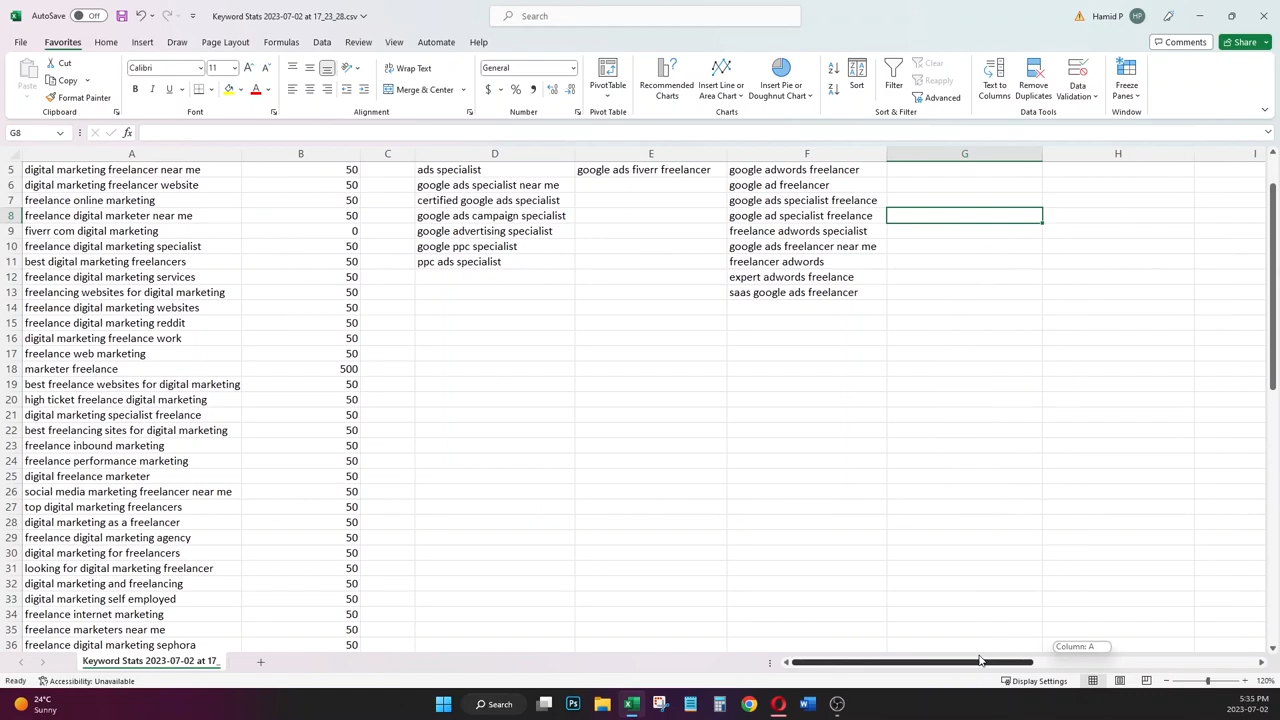 AutoSave Off Keyword Stats 2023-07-02 at 17_23_28.csv Search Hamid P HP
File Favorites Home Insert Draw Page Layout Formulas Data Review View Automate Help Comments Share
Paste Cut Copy Format Painter Clipboard
Calibri 11 A A B I U A Font
Wrap Text Merge & Center Alignment
General $ % , Number
PivotTable Pivot Table
Recommended Charts Insert Line or Area Chart Insert Pie or Doughnut Chart Charts
Sort Filter Clear Reapply Advanced Sort & Filter
Text to Columns Remove Duplicates Data Validation Data Tools
Freeze Panes Window
G8 fx
A B C D E F G H I
5 digital marketing freelancer near me 50 ads specialist google ads fiverr freelancer google adwords freelancer
6 digital marketing freelancer website 50 google ads specialist near me google ad freelancer
7 freelance online marketing 50 certified google ads specialist google ads specialist freelance
8 freelance digital marketer near me 50 google ads campaign specialist google ad specialist freelance
9 fiverr com digital marketing 0 google advertising specialist freelance adwords specialist
10 freelance digital marketing specialist 50 google ppc specialist google ads freelancer near me
11 best digital marketing freelancers 50 ppc ads specialist freelancer adwords
12 freelance digital marketing services 50 expert adwords freelance
13 freelancing websites for digital marketing 50 saas google ads freelancer
14 freelance digital marketing websites 50
15 freelance digital marketing reddit 50
16 digital marketing freelance work 50
17 freelance web marketing 50
18 marketer freelance 500
19 best freelance websites for digital marketing 50
20 high ticket freelance digital marketing 50
21 digital marketing specialist freelance 50
22 best freelancing sites for digital marketing 50
23 freelance inbound marketing 50
24 freelance performance marketing 50
25 digital freelance marketer 50
26 social media marketing freelancer near me 50
27 top digital marketing freelancers 50
28 digital marketing as a freelancer 50
29 freelance digital marketing agency 50
30 digital marketing for freelancers 50
31 looking for digital marketing freelancer 50
32 digital marketing and freelancing 50
33 digital marketing self employed 50
34 freelance internet marketing 50
35 freelance marketers near me 50
36 freelance digital marketing sephora 50
Column: A
Keyword Stats 2023-07-02 at 17_
Ready Accessibility: Unavailable Display Settings 120%
24°C
Sunny
Search
5:35 PM
2023-07-02